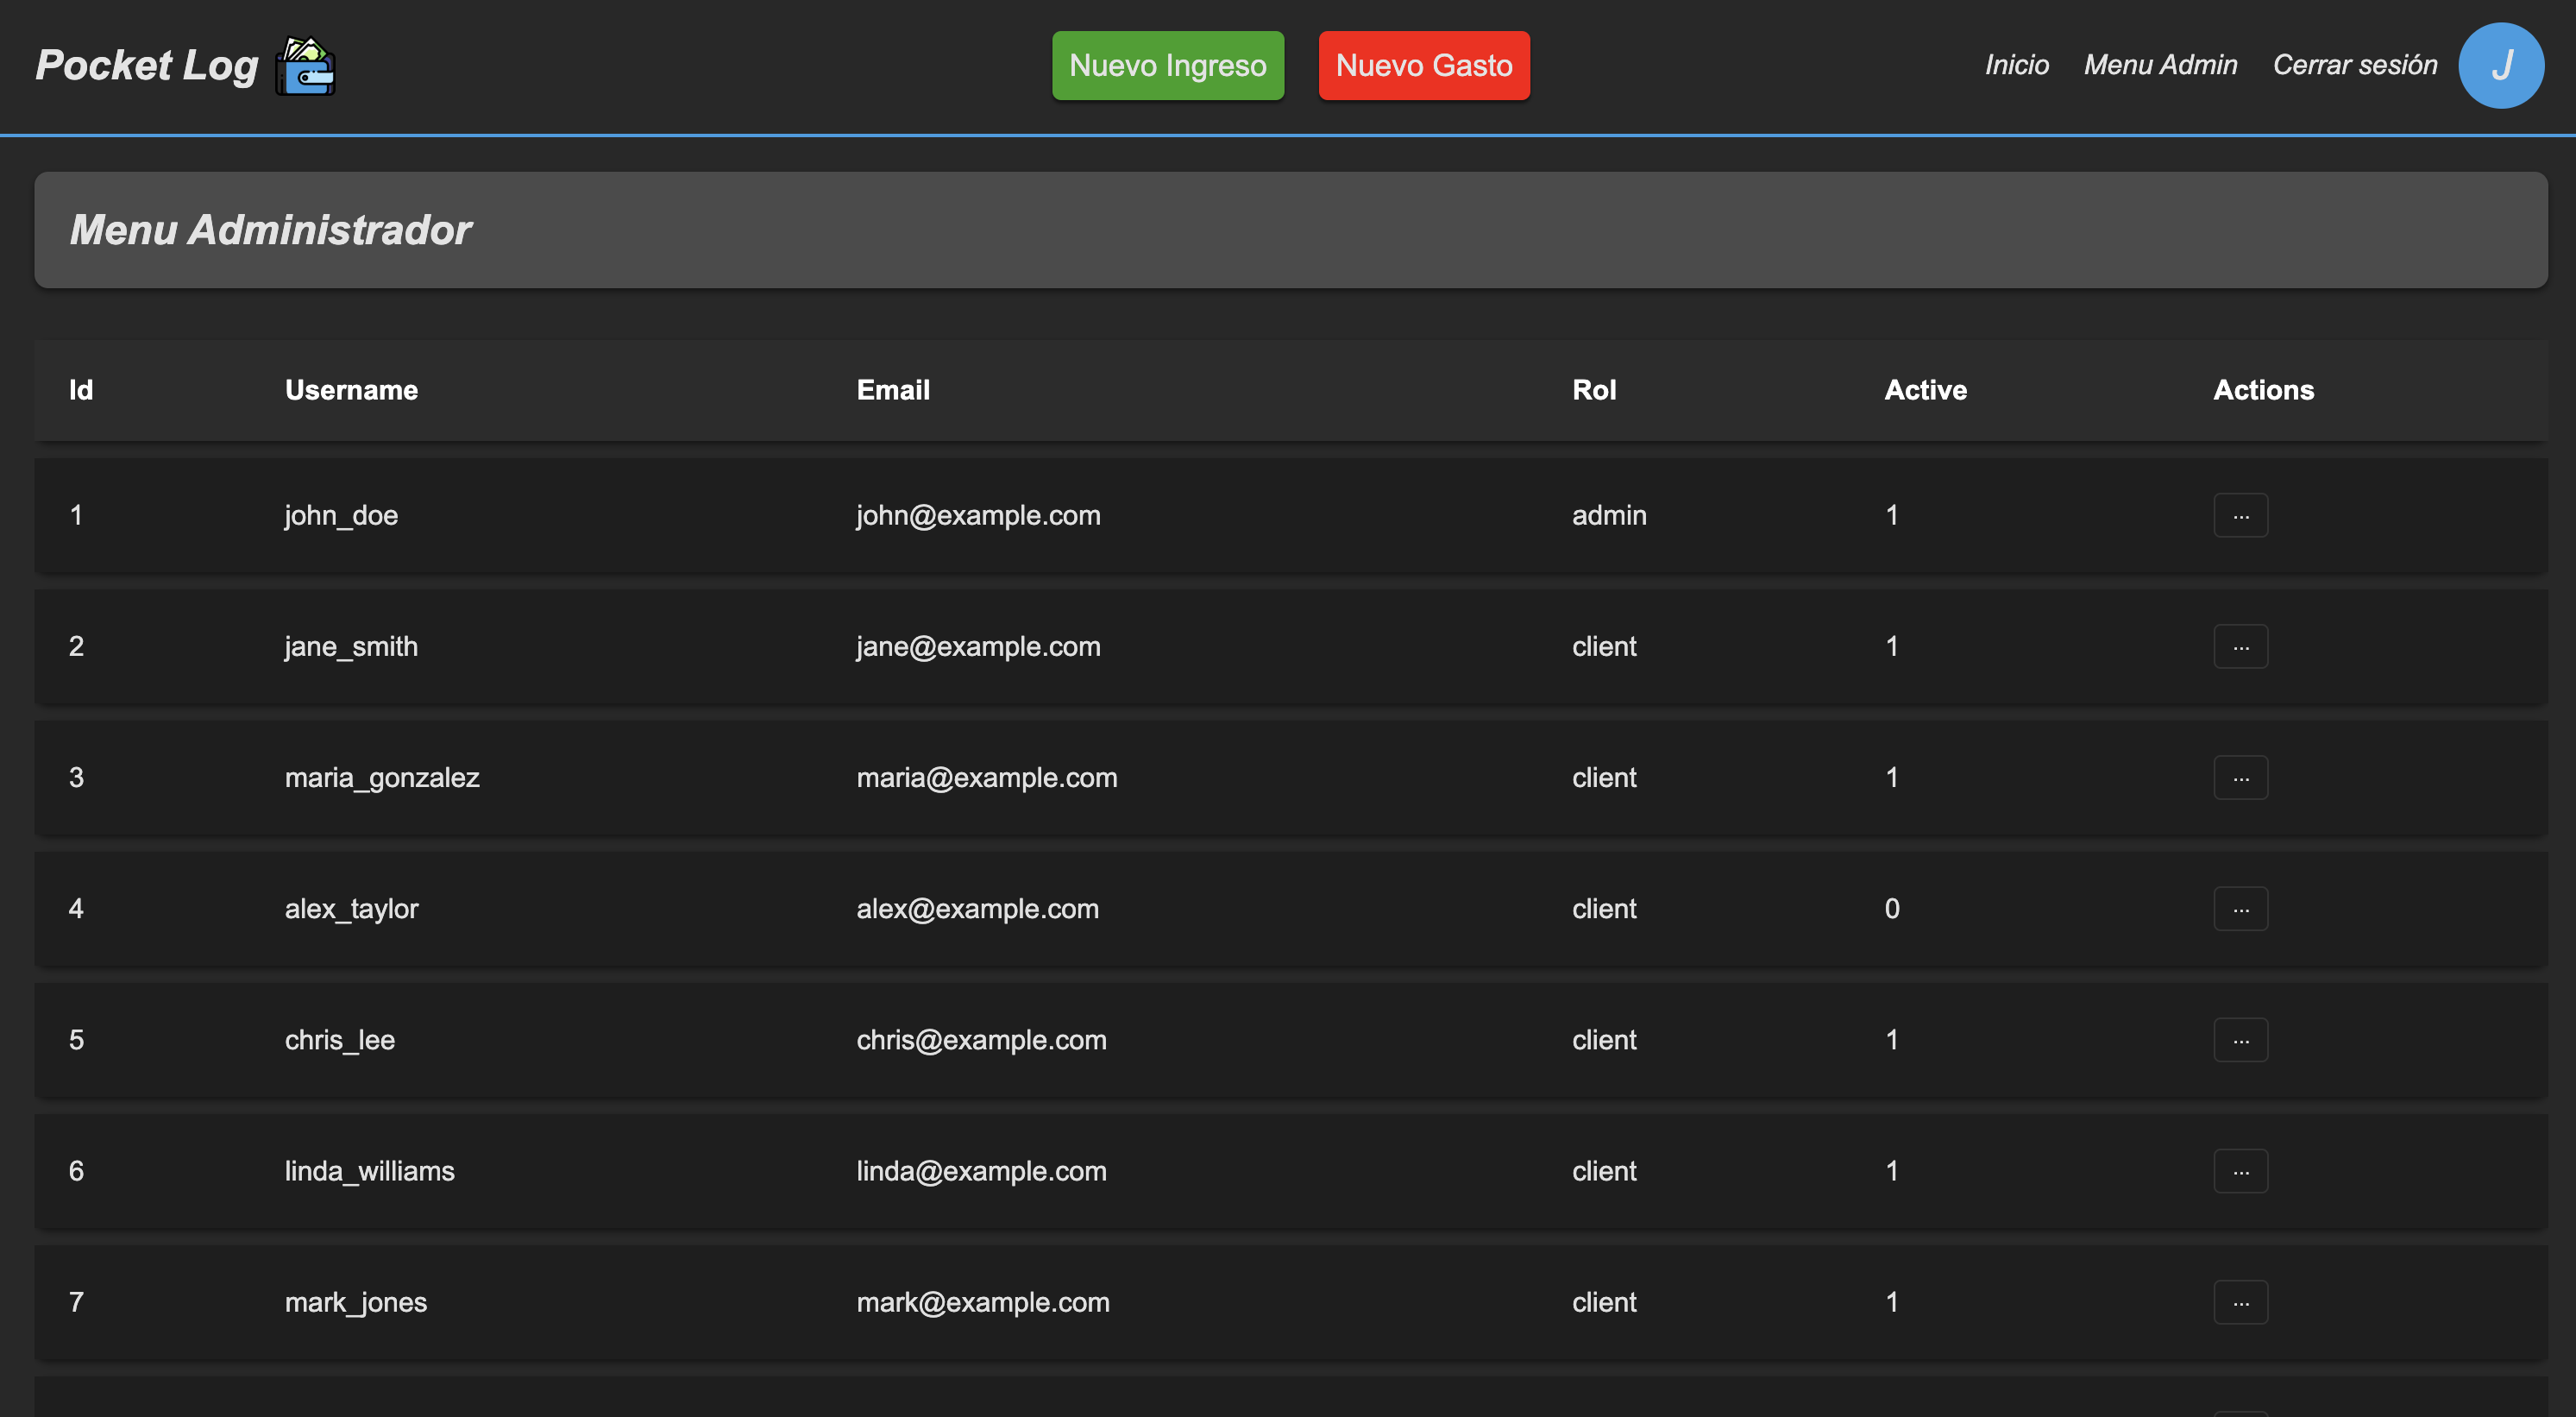 Pocket Log
Nuevo Ingreso Nuevo Gasto
Inicio Menu Admin Cerrar sesión J
Menu Administrador
Id Username Email Rol Active Actions
1 john_doe john@example.com admin 1 ...
2 jane_smith jane@example.com client 1 ...
3 maria_gonzalez maria@example.com client 1 ...
4 alex_taylor alex@example.com client 0 ...
5 chris_lee chris@example.com client 1 ...
6 linda_williams linda@example.com client 1 ...
7 mark_jones mark@example.com client 1 ...